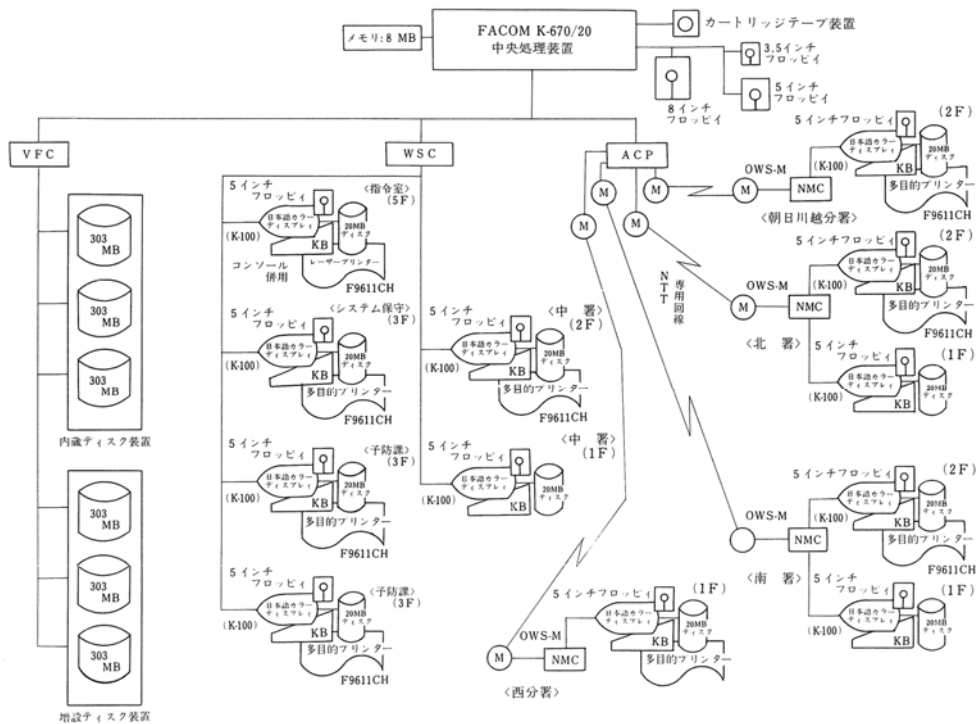 FACOM K-670/20
中央処理装置
メモリ:8 MB
カートリッジテープ装置
3.5インチ
フロッピィ
5インチ
フロッピィ
8インチ
フロッピィ
VFC
WSC
ACP
303
MB
303
MB
303
MB
内蔵ディスク装置
303
MB
303
MB
303
MB
増設ディスク装置
5インチ
フロッピィ
〈指令室〉
(5F)
日本語カラー
ディスプレイ
20MB
ディスク
(K-100)
KB
コンソール
併用
レーザープリンター
F9611CH
5インチ
フロッピィ
〈システム保守〉
(3F)
日本語カラー
ディスプレイ
20MB
ディスク
(K-100)
KB
多目的プリンター
F9611CH
5インチ
フロッピィ
〈予防課〉
(3F)
日本語カラー
ディスプレイ
20MB
ディスク
(K-100)
KB
多目的プリンター
F9611CH
5インチ
フロッピィ
〈予防課〉
(3F)
日本語カラー
ディスプレイ
20MB
ディスク
(K-100)
KB
多目的プリンター
F9611CH
5インチ
フロッピィ
〈中 署〉
(2F)
日本語カラー
ディスプレイ
20MB
ディスク
(K-100)
KB
多目的プリンター
F9611CH
5インチ
フロッピィ
〈中 署〉
(1F)
日本語カラー
ディスプレイ
20MB
ディスク
(K-100)
KB
M
M
M
M
専用回線
NTT
5インチフロッピィ
(2F)
日本語カラー
ディスプレイ
20MB
ディスク
OWS-M
(K-100)
KB
M
NMC
多目的プリンター
F9611CH
〈朝日川越分署〉
5インチフロッピィ
(2F)
日本語カラー
ディスプレイ
20MB
ディスク
OWS-M
(K-100)
KB
M
NMC
多目的プリンター
F9611CH
〈北 署〉
5インチフロッピィ
(1F)
日本語カラー
ディスプレイ
20MB
ディスク
(K-100)
KB
5インチフロッピィ
(2F)
日本語カラー
ディスプレイ
20MB
ディスク
OWS-M
(K-100)
KB
NMC
多目的プリンター
F9611CH
〈南 署〉
5インチフロッピィ
(1F)
日本語カラー
ディスプレイ
20MB
ディスク
(K-100)
KB
5インチフロッピィ
(1F)
日本語カラー
ディスプレイ
20MB
ディスク
OWS-M
KB
M
NMC
多目的プリンター
F9611CH
〈西分署〉